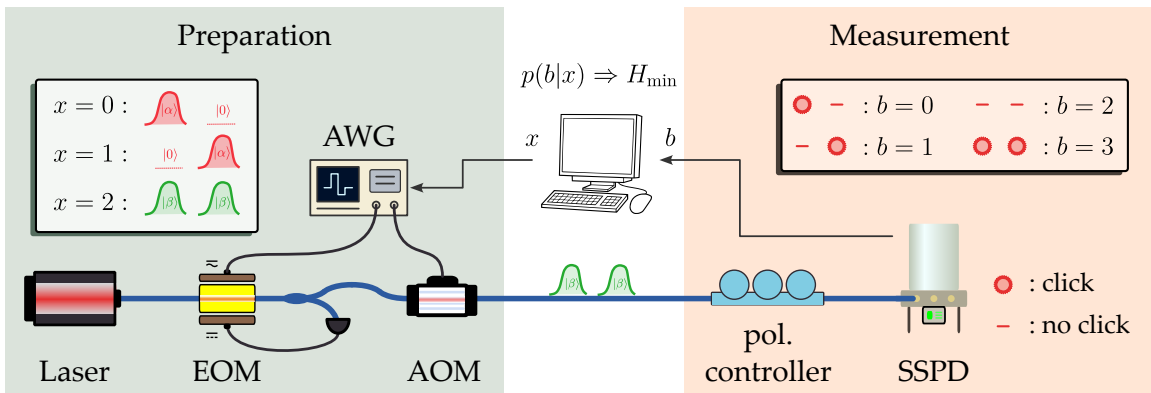 Preparation
x = 0 : |α⟩ |0⟩
x = 1 : |0⟩ |α⟩
x = 2 : |β⟩ |β⟩
AWG
Laser
EOM
AOM
p(b|x) ⇒ H_min
x
b
|β⟩ |β⟩
Measurement
– : b = 0
– – : b = 2
– : b = 1
: b = 3
: click
– : no click
pol.
controller
SSPD